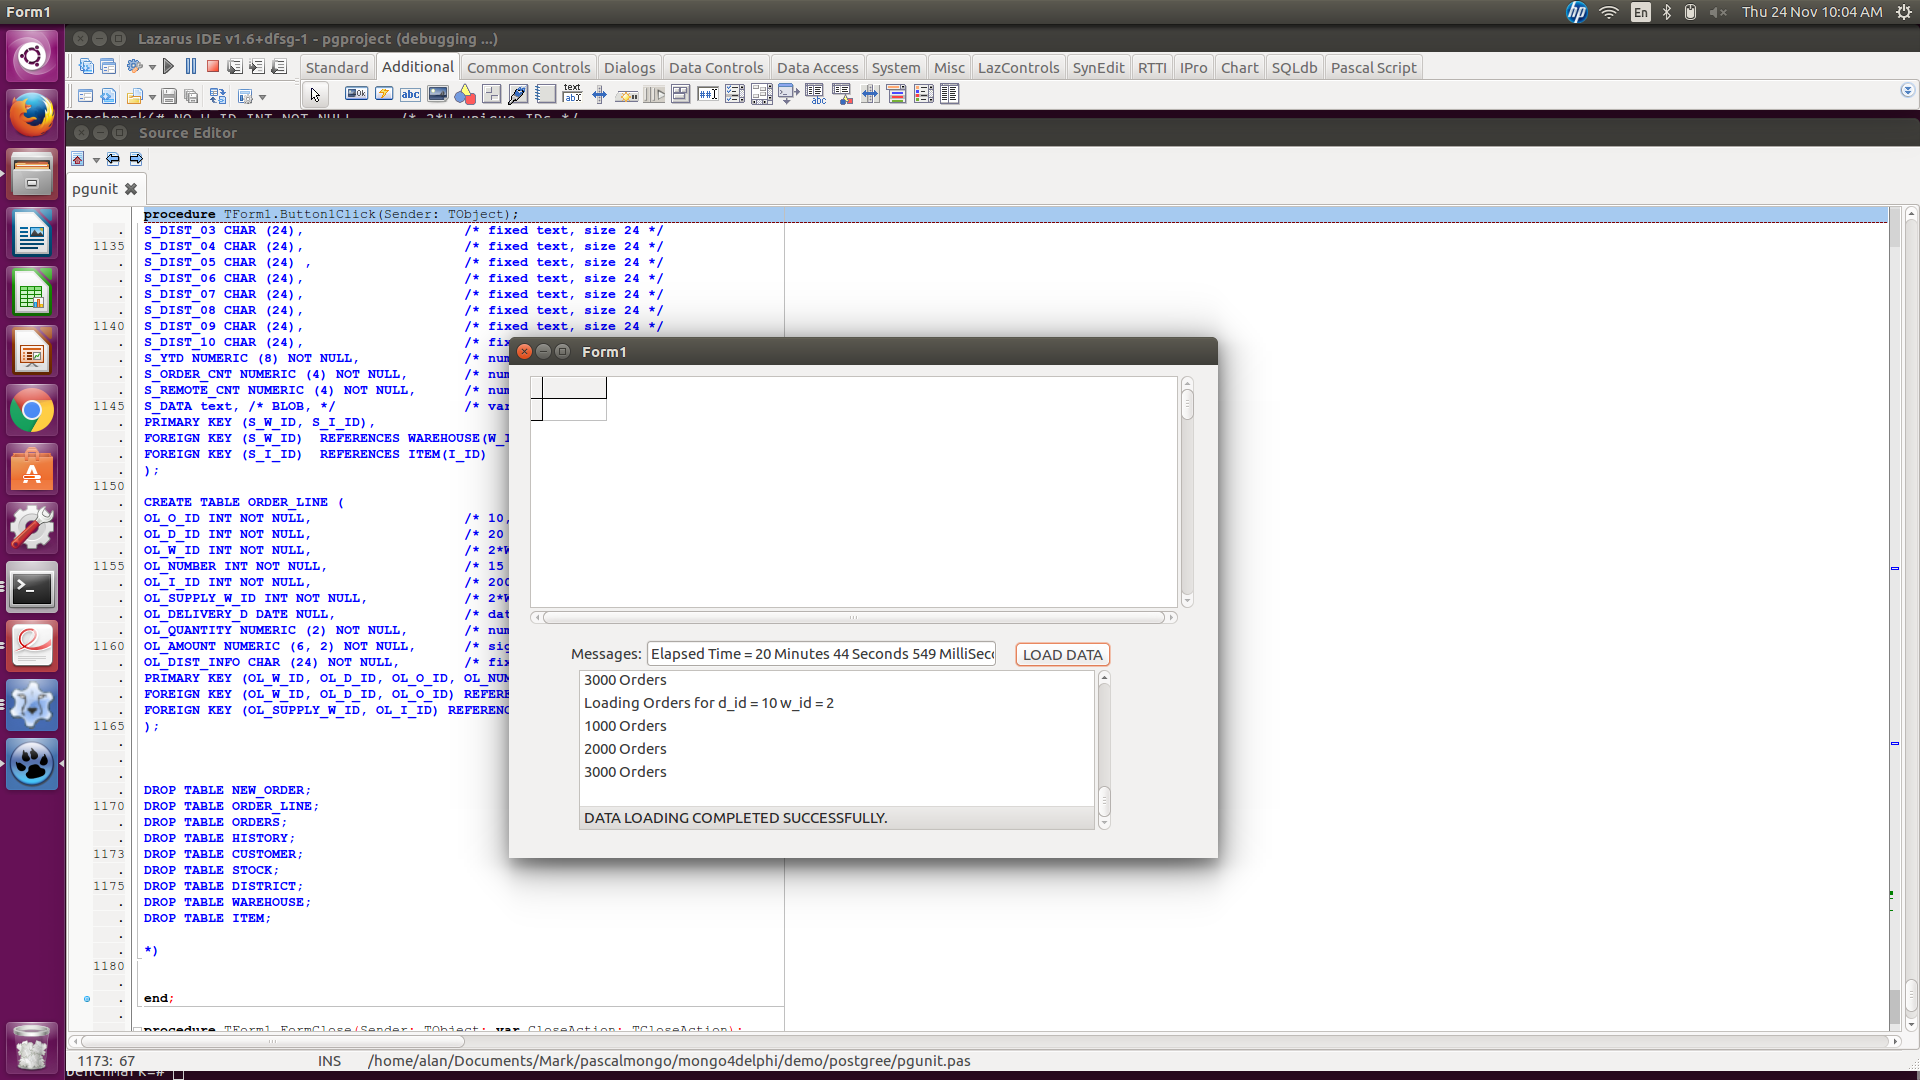 Form1
En
Thu 24 Nov 10:04 AM
Lazarus IDE v1.6+dfsg-1 - pgproject (debugging ...)
Standard Additional Common Controls Dialogs Data Controls Data Access System Misc LazControls SynEdit RTTI IPro Chart SQLdb Pascal Script
Source Editor
pgunit
procedure TForm1.Button1Click(Sender: TObject);
. S_DIST_03 CHAR (24), /* fixed text, size 24 */
1135 S_DIST_04 CHAR (24), /* fixed text, size 24 */
. S_DIST_05 CHAR (24) , /* fixed text, size 24 */
. S_DIST_06 CHAR (24), /* fixed text, size 24 */
. S_DIST_07 CHAR (24), /* fixed text, size 24 */
. S_DIST_08 CHAR (24), /* fixed text, size 24 */
1140 S_DIST_09 CHAR (24), /* fixed text, size 24 */
. S_DIST_10 CHAR (24), /* fix
. S_YTD NUMERIC (8) NOT NULL, /* num
. S_ORDER_CNT NUMERIC (4) NOT NULL, /* num
. S_REMOTE_CNT NUMERIC (4) NOT NULL, /* num
1145 S_DATA text, /* BLOB, */ /* var
. PRIMARY KEY (S_W_ID, S_I_ID),
. FOREIGN KEY (S_W_ID) REFERENCES WAREHOUSE(W_I
. FOREIGN KEY (S_I_ID) REFERENCES ITEM(I_ID)
. );
1150
. CREATE TABLE ORDER_LINE (
. OL_O_ID INT NOT NULL, /* 10,
. OL_D_ID INT NOT NULL, /* 20
. OL_W_ID INT NOT NULL, /* 2*W
1155 OL_NUMBER INT NOT NULL, /* 15
. OL_I_ID INT NOT NULL, /* 200
. OL_SUPPLY_W_ID INT NOT NULL, /* 2*W
. OL_DELIVERY_D DATE NULL, /* dat
. OL_QUANTITY NUMERIC (2) NOT NULL, /* num
1160 OL_AMOUNT NUMERIC (6, 2) NOT NULL, /* sig
. OL_DIST_INFO CHAR (24) NOT NULL, /* fix
. PRIMARY KEY (OL_W_ID, OL_D_ID, OL_O_ID, OL_NUM
. FOREIGN KEY (OL_W_ID, OL_D_ID, OL_O_ID) REFERE
. FOREIGN KEY (OL_SUPPLY_W_ID, OL_I_ID) REFERENC
1165 );
.
.
.
. DROP TABLE NEW_ORDER;
1170 DROP TABLE ORDER_LINE;
. DROP TABLE ORDERS;
. DROP TABLE HISTORY;
1173 DROP TABLE CUSTOMER;
. DROP TABLE STOCK;
1175 DROP TABLE DISTRICT;
. DROP TABLE WAREHOUSE;
. DROP TABLE ITEM;
.
. *)
1180
.
. end;
.
procedure TForm1.FormClose(Sender: TObject; var CloseAction: TCloseAction);
Form1
Messages: Elapsed Time = 20 Minutes 44 Seconds 549 MilliSec LOAD DATA
3000 Orders
Loading Orders for d_id = 10 w_id = 2
1000 Orders
2000 Orders
3000 Orders
DATA LOADING COMPLETED SUCCESSFULLY.
1173: 67 INS /home/alan/Documents/Mark/pascalmongo/mongo4delphi/demo/postgree/pgunit.pas
benchmark=#